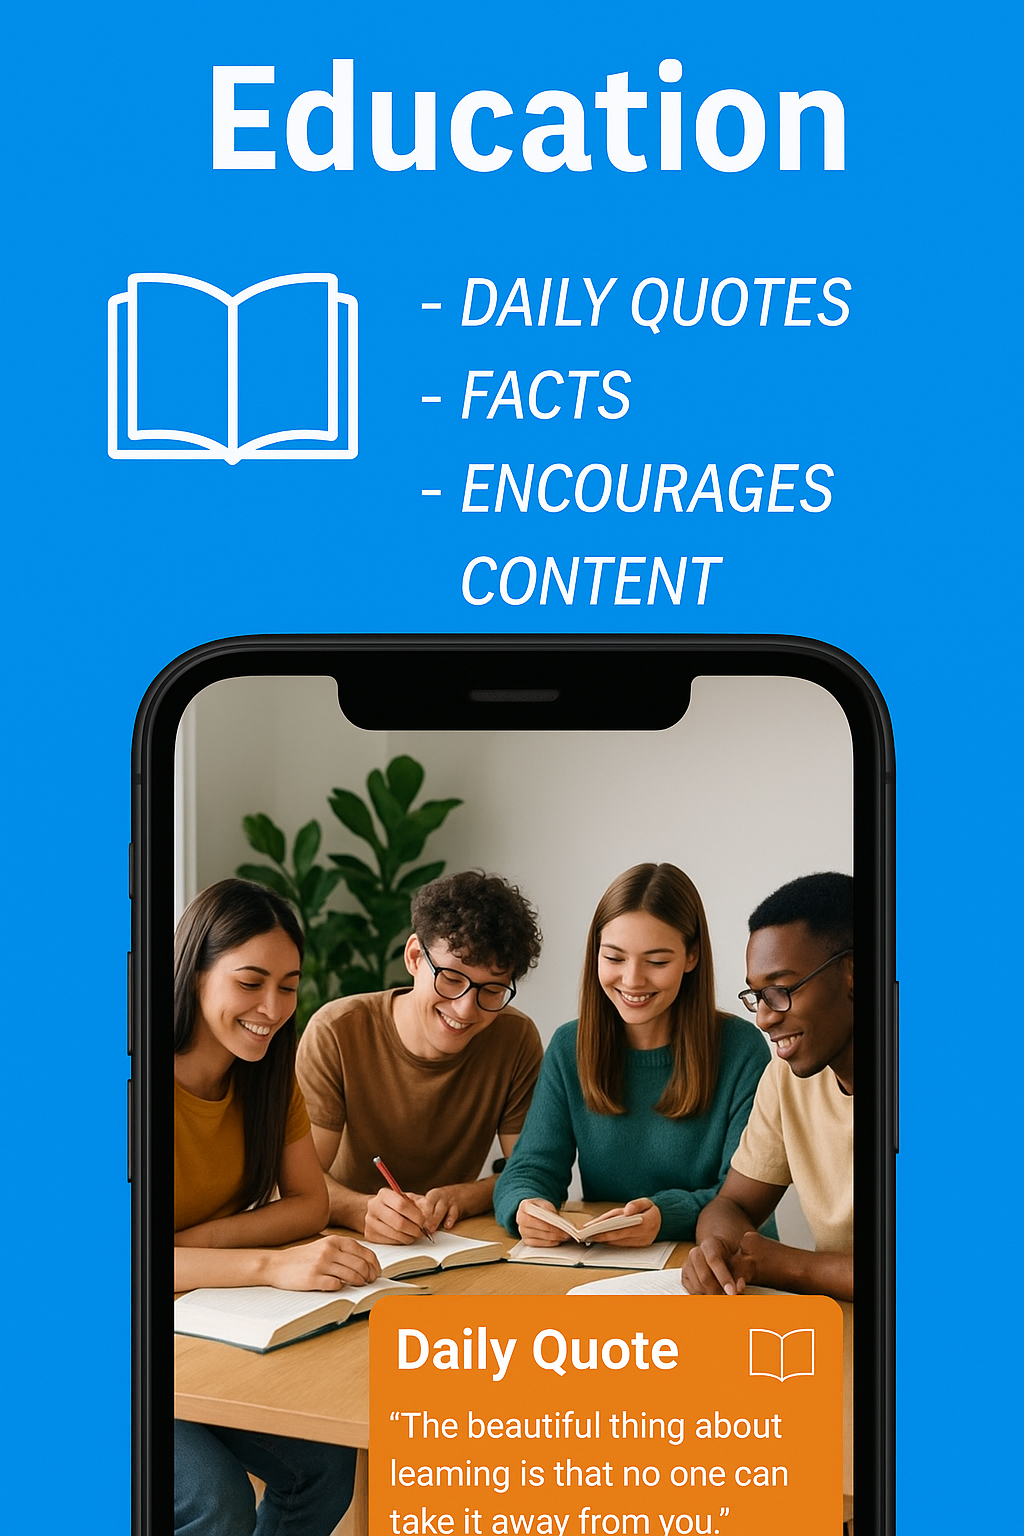 Education
- DAILY QUOTES
- FACTS
- ENCOURAGES
CONTENT
Daily Quote
“The beautiful thing about
learning is that no one can
take it away from you.”